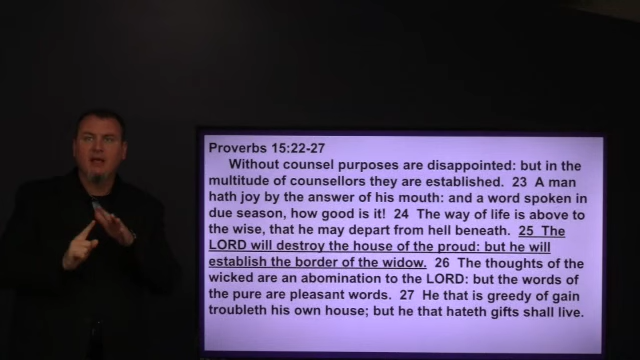 Proverbs 15:22-27
Without counsel purposes are disappointed: but in the
multitude of counsellors they are established.  23  A man
hath joy by the answer of his mouth: and a word spoken in
due season, how good is it!  24  The way of life is above to
the wise, that he may depart from hell beneath.  25  The
LORD will destroy the house of the proud: but he will
establish the border of the widow.  26  The thoughts of the
wicked are an abomination to the LORD: but the words of
the pure are pleasant words.  27  He that is greedy of gain
troubleth his own house; but he that hateth gifts shall live.